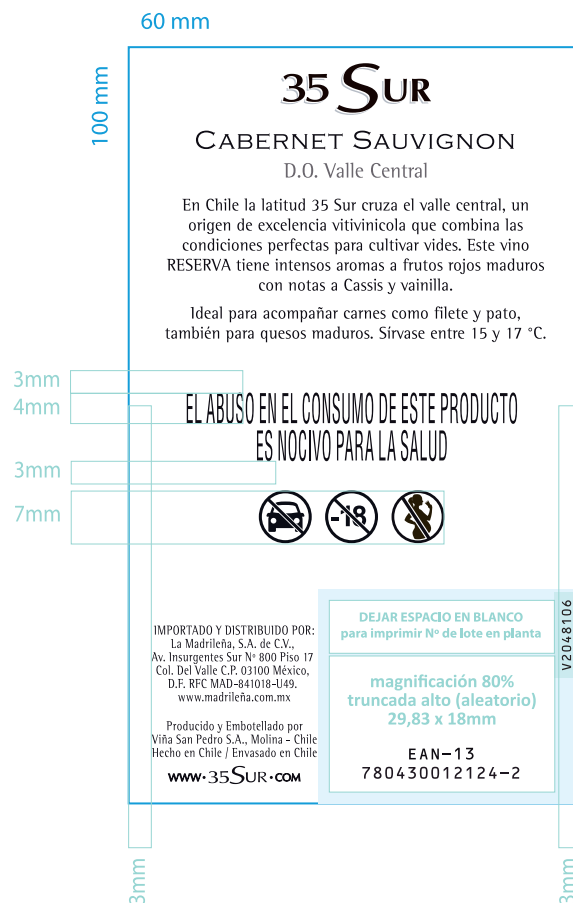 60 mm
100 mm
35 SUR
CABERNET SAUVIGNON
D.O. Valle Central
En Chile la latitud 35 Sur cruza el valle central, un
origen de excelencia vitivinicola que combina las
condiciones perfectas para cultivar vides. Este vino
RESERVA tiene intensos aromas a frutos rojos maduros
con notas a Cassis y vainilla.
Ideal para acompañar carnes como filete y pato,
también para quesos maduros. Sírvase entre 15 y 17 °C.
3mm
4mm
EL ABUSO EN EL CONSUMO DE ESTE PRODUCTO
ES NOCIVO PARA LA SALUD
3mm
7mm
-18
IMPORTADO Y DISTRIBUIDO POR:
La Madrileña, S.A. de C.V.,
Av. Insurgentes Sur Nº 800 Piso 17
Col. Del Valle C.P. 03100 México,
D.F. RFC MAD-841018-U49.
www.madrileña.com.mx
Producido y Embotellado por
Viña San Pedro S.A., Molina - Chile
Hecho en Chile / Envasado en Chile
WWW·35SUR·COM
DEJAR ESPACIO EN BLANCO
para imprimir Nº de lote en planta
V2048106
magnificación 80%
truncada alto (aleatorio)
29,83 x 18mm
EAN-13
780430012124-2
3mm
3mm